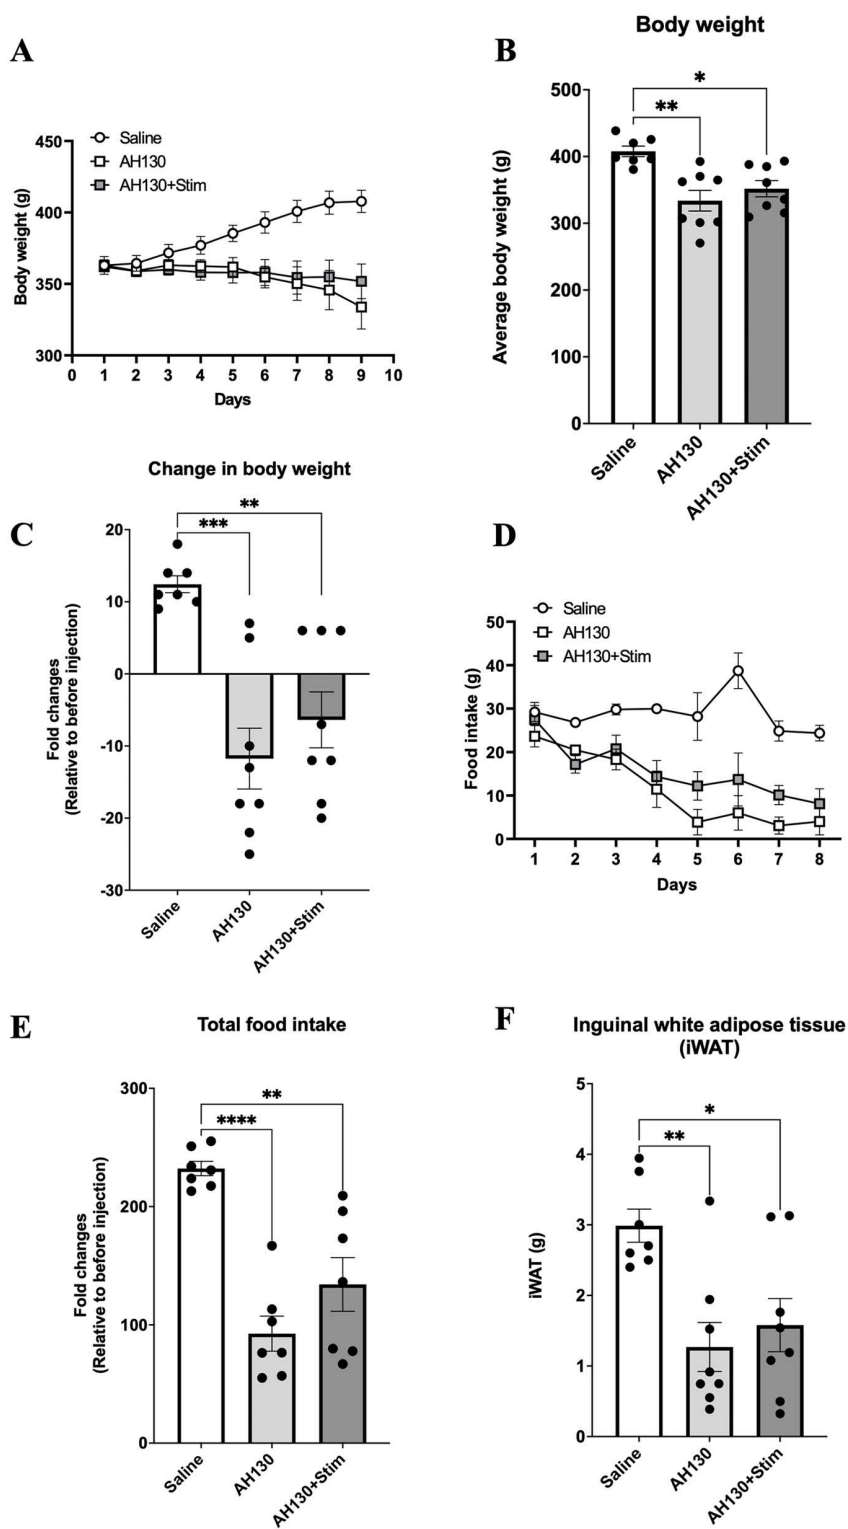 A
Saline
AH130
AH130+Stim
450
400
350
300
Body weight (g)
0 1 2 3 4 5 6 7 8 9 10
Days
B
Body weight
*
**
500
400
300
200
100
0
Average body weight (g)
Saline
AH130
AH130+Stim
C
Change in body weight
**
***
20
10
0
-10
-20
-30
Fold changes
(Relative to before injection)
Saline
AH130
AH130+Stim
D
Saline
AH130
AH130+Stim
50
40
30
20
10
0
Food intake (g)
1 2 3 4 5 6 7 8
Days
E
Total food intake
**
****
300
200
100
0
Fold changes
(Relative to before injection)
Saline
AH130
AH130+Stim
F
Inguinal white adipose tissue
(iWAT)
*
**
5
4
3
2
1
0
iWAT (g)
Saline
AH130
AH130+Stim